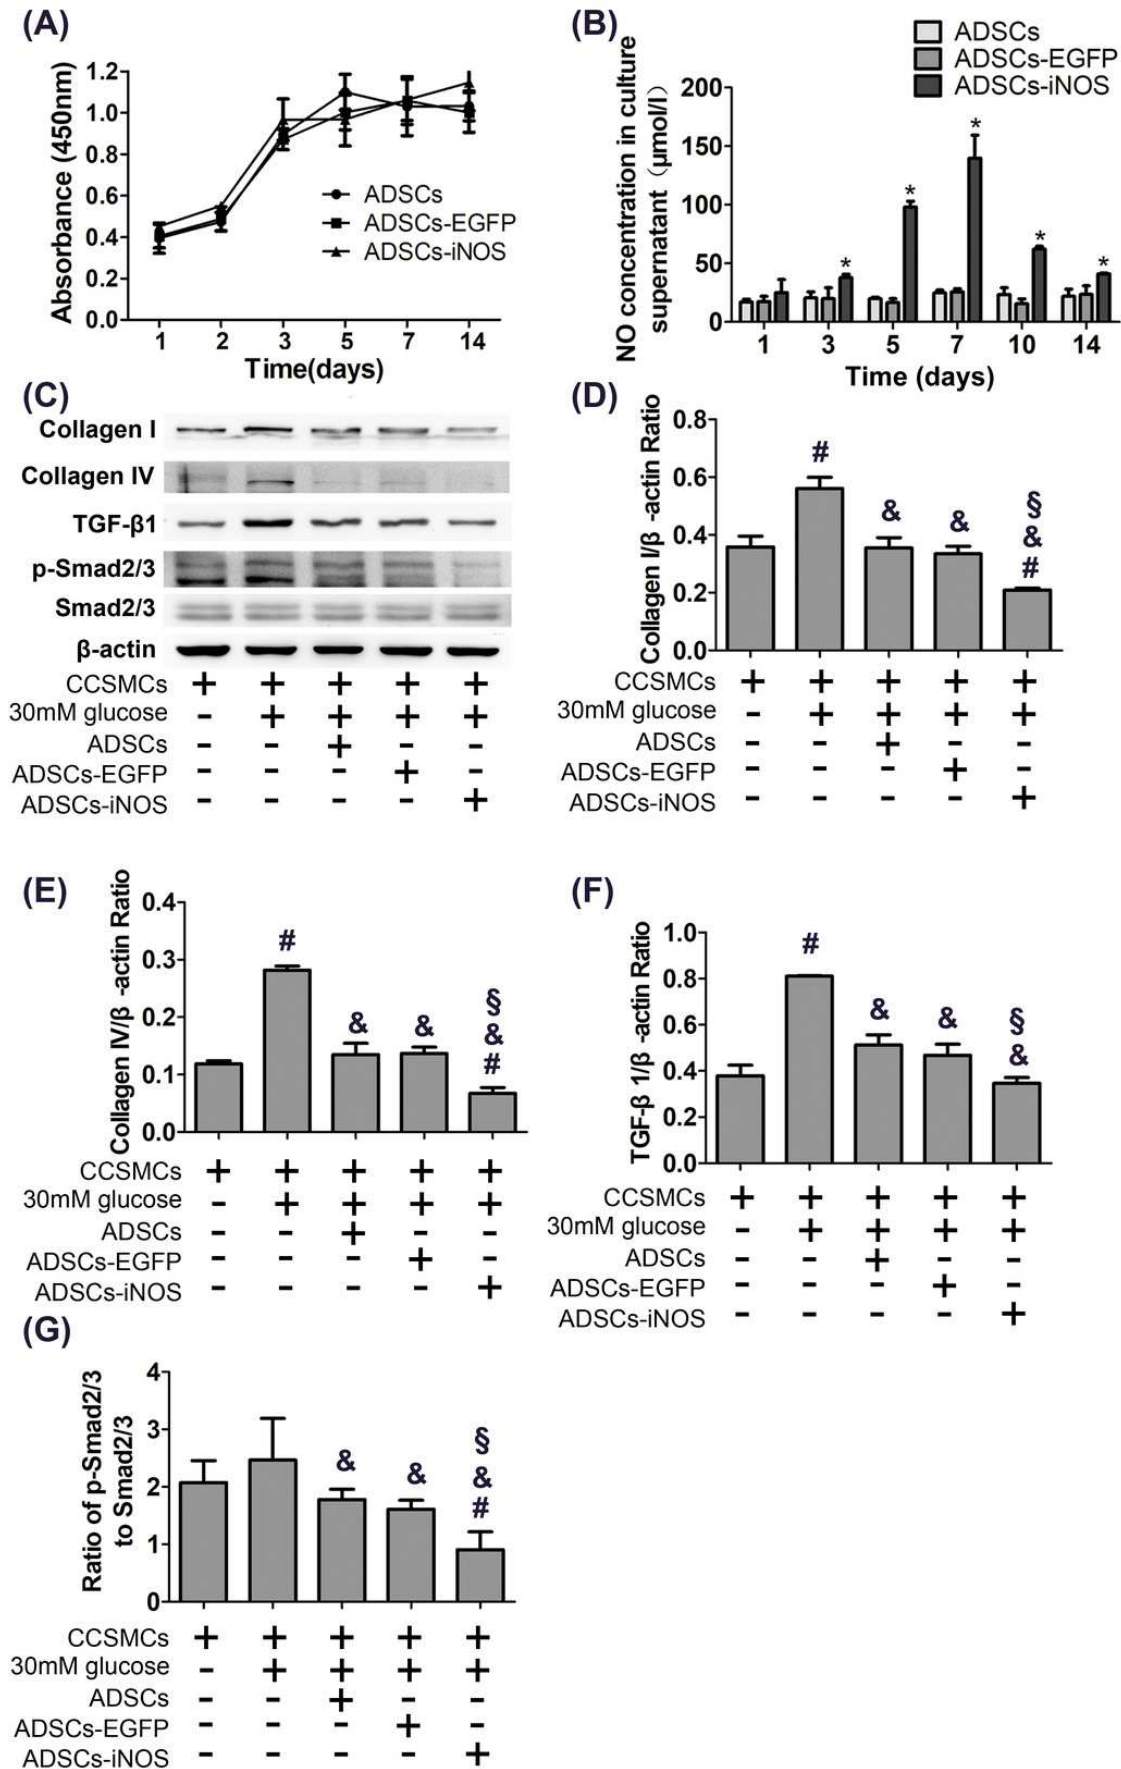 (A)
Absorbance (450nm)
1.2
1.0
0.8
0.6
0.4
0.2
0.0
ADSCs
ADSCs-EGFP
ADSCs-iNOS
1 2 3 5 7 14
Time(days)
(B)
ADSCs
ADSCs-EGFP
ADSCs-iNOS
NO concentration in culture
supernatant (μmol/l)
200
150
100
50
0
* * * * *
1 3 5 7 10 14
Time (days)
(C)
Collagen I
Collagen IV
TGF-β1
p-Smad2/3
Smad2/3
β-actin
CCSMCs + + + + +
30mM glucose - + + + +
ADSCs - - + - -
ADSCs-EGFP - - - + -
ADSCs-iNOS - - - - +
(D)
Collagen I/β -actin Ratio
0.8
0.6
0.4
0.2
0.0
#
&
&
§
&
#
CCSMCs + + + + +
30mM glucose - + + + +
ADSCs - - + - -
ADSCs-EGFP - - - + -
ADSCs-iNOS - - - - +
(E)
Collagen IV/β -actin Ratio
0.4
0.3
0.2
0.1
0.0
#
&
&
§
&
#
CCSMCs + + + + +
30mM glucose - + + + +
ADSCs - - + - -
ADSCs-EGFP - - - + -
ADSCs-iNOS - - - - +
(F)
TGF-β 1/β -actin Ratio
1.0
0.8
0.6
0.4
0.2
0.0
#
&
&
§
&
CCSMCs + + + + +
30mM glucose - + + + +
ADSCs - - + - -
ADSCs-EGFP - - - + -
ADSCs-iNOS - - - - +
(G)
Ratio of p-Smad2/3
to Smad2/3
4
3
2
1
0
&
&
§
&
#
CCSMCs + + + + +
30mM glucose - + + + +
ADSCs - - + - -
ADSCs-EGFP - - - + -
ADSCs-iNOS - - - - +